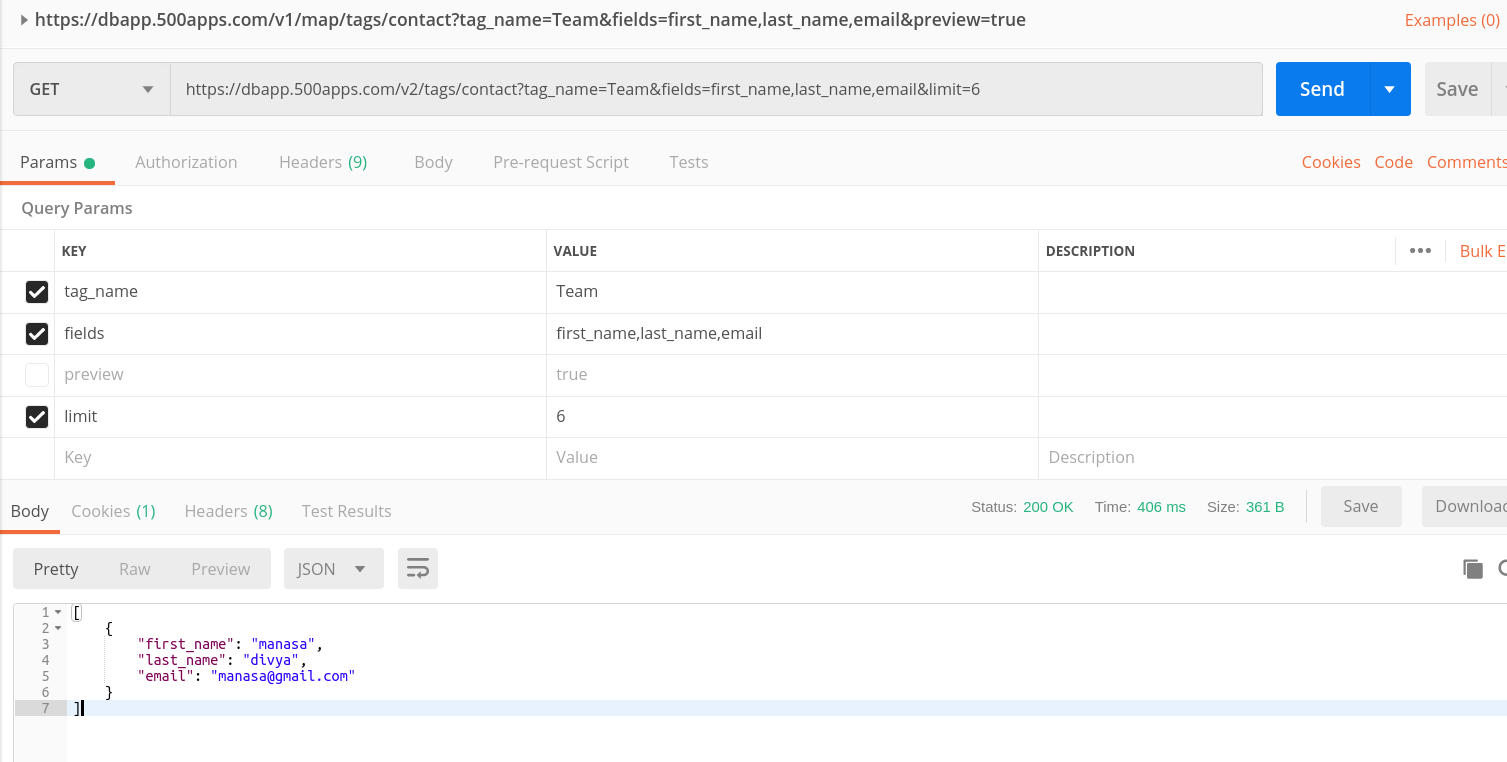 https://dbapp.500apps.com/v1/map/tags/contact?tag_name=Team&fields=first_name,last_name,email&preview=true Examples (0)
GET https://dbapp.500apps.com/v2/tags/contact?tag_name=Team&fields=first_name,last_name,email&limit=6 Send Save
Params Authorization Headers (9) Body Pre-request Script Tests Cookies Code Comments
Query Params
KEY VALUE DESCRIPTION ••• Bulk E
tag_name Team
fields first_name,last_name,email
preview true
limit 6
Key Value Description
Body Cookies (1) Headers (8) Test Results Status: 200 OK Time: 406 ms Size: 361 B Save Download
Pretty Raw Preview JSON
1 [
2 {
3 "first_name": "manasa",
4 "last_name": "divya",
5 "email": "manasa@gmail.com"
6 }
7 ]